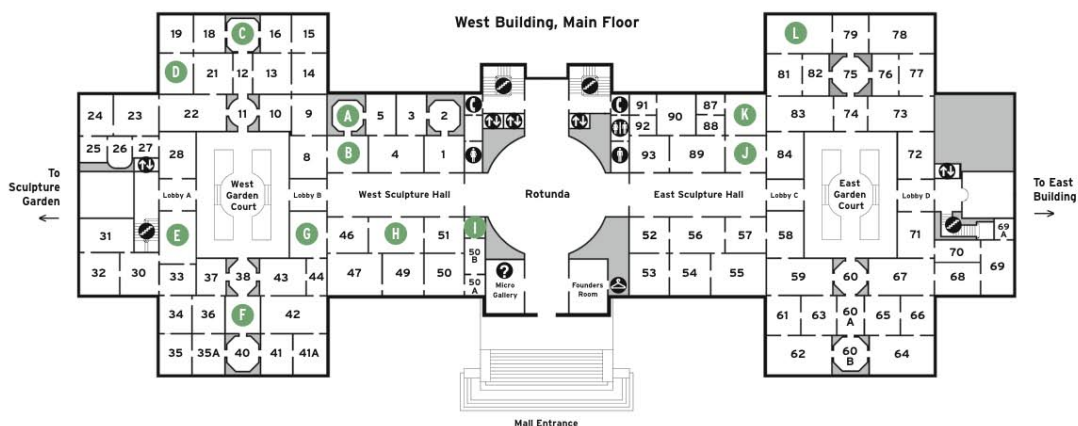 West Building, Main Floor
19 18 C 16 15 L 79 78
D 21 12 13 14 81 82 75 76 77
24 23 22 11 10 9 A 5 3 2 91 90 87 K 83 74 73
92 88
25 26 27 28 8 B 4 1 93 89 J 84 72
To
Sculpture
Garden
Lobby A
West
Garden
Court
Lobby B
West Sculpture Hall
Rotunda
East Sculpture Hall
Lobby C
East
Garden
Court
Lobby D
To East
Building
31 E G 46 H 51 I 52 56 57 58 71 69
A
50
B
32 30 33 37 38 43 44 47 49 50 50
A
?
Micro
Gallery
Founders
Room
53 54 55 59 60 67 70 68 69
34 36 F 42 61 63 60
A
65 66
35 35A 40 41 41A 62 60
B
64
Mall Entrance